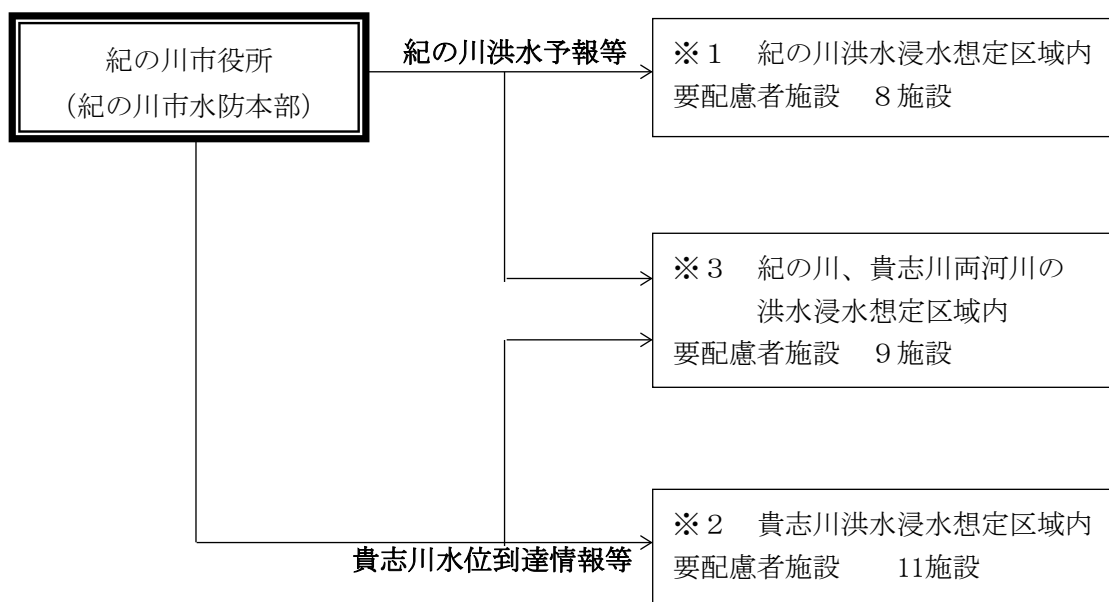 紀の川市役所
（紀の川市水防本部）
紀の川洪水予報等
※１　紀の川洪水浸水想定区域内
要配慮者施設　８施設
※３　紀の川、貴志川両河川の
洪水浸水想定区域内
要配慮者施設　９施設
貴志川水位到達情報等
※２　貴志川洪水浸水想定区域内
要配慮者施設　　11施設